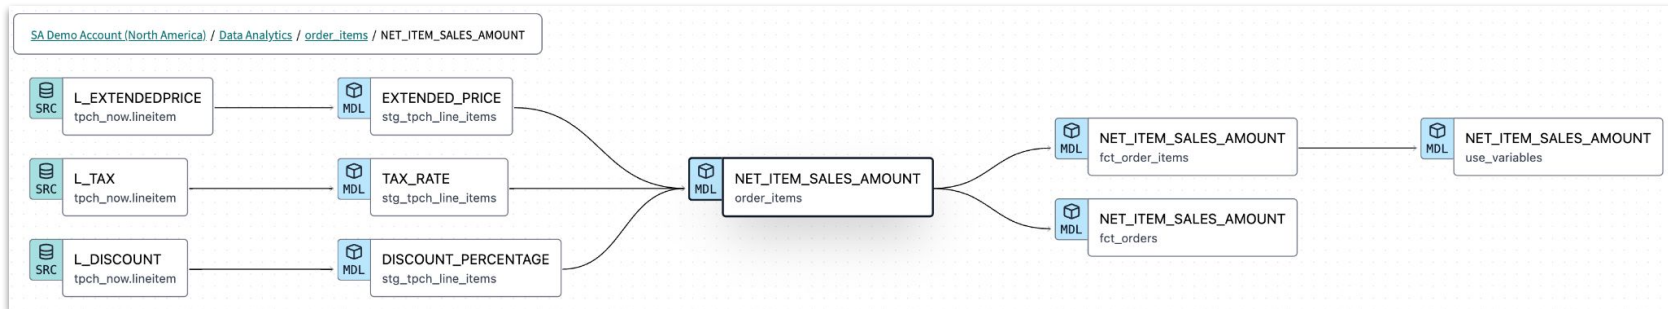 SA Demo Account (North America) / Data Analytics / order_items / NET_ITEM_SALES_AMOUNT
SRC
L_EXTENDEDPRICE
tpch_now.lineitem
MDL
EXTENDED_PRICE
stg_tpch_line_items
SRC
L_TAX
tpch_now.lineitem
MDL
TAX_RATE
stg_tpch_line_items
SRC
L_DISCOUNT
tpch_now.lineitem
MDL
DISCOUNT_PERCENTAGE
stg_tpch_line_items
MDL
NET_ITEM_SALES_AMOUNT
order_items
MDL
NET_ITEM_SALES_AMOUNT
fct_order_items
MDL
NET_ITEM_SALES_AMOUNT
use_variables
MDL
NET_ITEM_SALES_AMOUNT
fct_orders